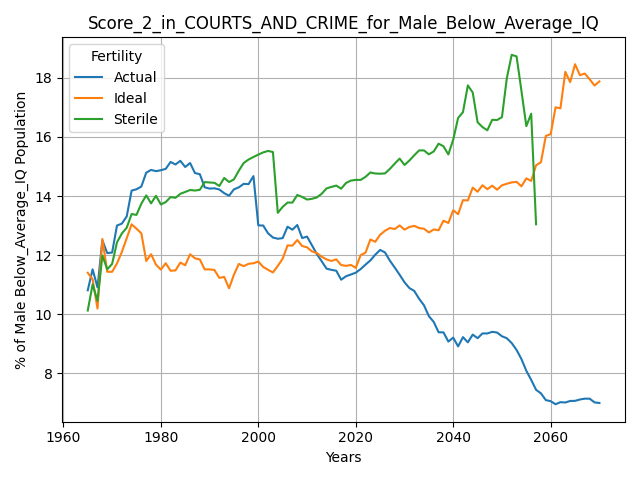 Score_2_in_COURTS_AND_CRIME_for_Male_Below_Average_IQ
Fertility
Actual
Ideal
Sterile
% of Male Below_Average_IQ Population
18
16
14
12
10
8
1960
1980
2000
2020
2040
2060
Years